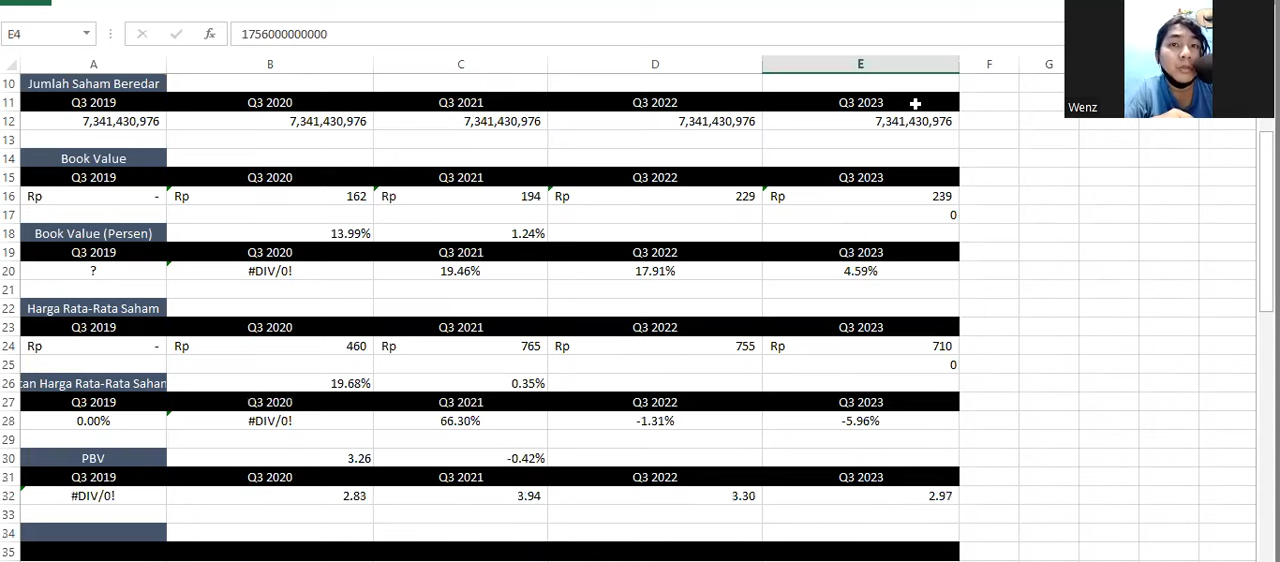 E4 fx 1756000000000
A B C D E F G
Wenz
10 Jumlah Saham Beredar
11 Q3 2019 Q3 2020 Q3 2021 Q3 2022 Q3 2023
12 7,341,430,976 7,341,430,976 7,341,430,976 7,341,430,976 7,341,430,976
13
14 Book Value
15 Q3 2019 Q3 2020 Q3 2021 Q3 2022 Q3 2023
16 Rp - Rp 162 Rp 194 Rp 229 Rp 239
17 0
18 Book Value (Persen) 13.99% 1.24%
19 Q3 2019 Q3 2020 Q3 2021 Q3 2022 Q3 2023
20 ? #DIV/0! 19.46% 17.91% 4.59%
21
22 Harga Rata-Rata Saham
23 Q3 2019 Q3 2020 Q3 2021 Q3 2022 Q3 2023
24 Rp - Rp 460 Rp 765 Rp 755 Rp 710
25 0
26 an Harga Rata-Rata Sahan 19.68% 0.35%
27 Q3 2019 Q3 2020 Q3 2021 Q3 2022 Q3 2023
28 0.00% #DIV/0! 66.30% -1.31% -5.96%
29
30 PBV 3.26 -0.42%
31 Q3 2019 Q3 2020 Q3 2021 Q3 2022 Q3 2023
32 #DIV/0! 2.83 3.94 3.30 2.97
33
34
35